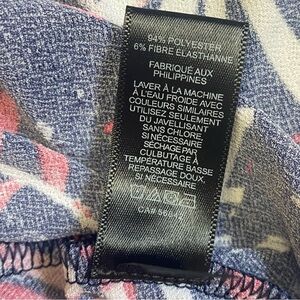 94% POLYESTER
6% FIBRE ÉLASTHANNE
FABRIQUÉ AUX
PHILIPPINES
LAVER À LA MACHINE
À L'EAU FROIDE AVEC
COULEURS SIMILAIRES
UTILISEZ SEULEMENT
DU JAVELLISANT
SANS CHLORE,
SI NÉCESSAIRE
SÉCHAGE PAR
CULBUTAGE À
TEMPÉRATURE BASSE
REPASSAGE DOUX,
SI NÉCESSAIRE